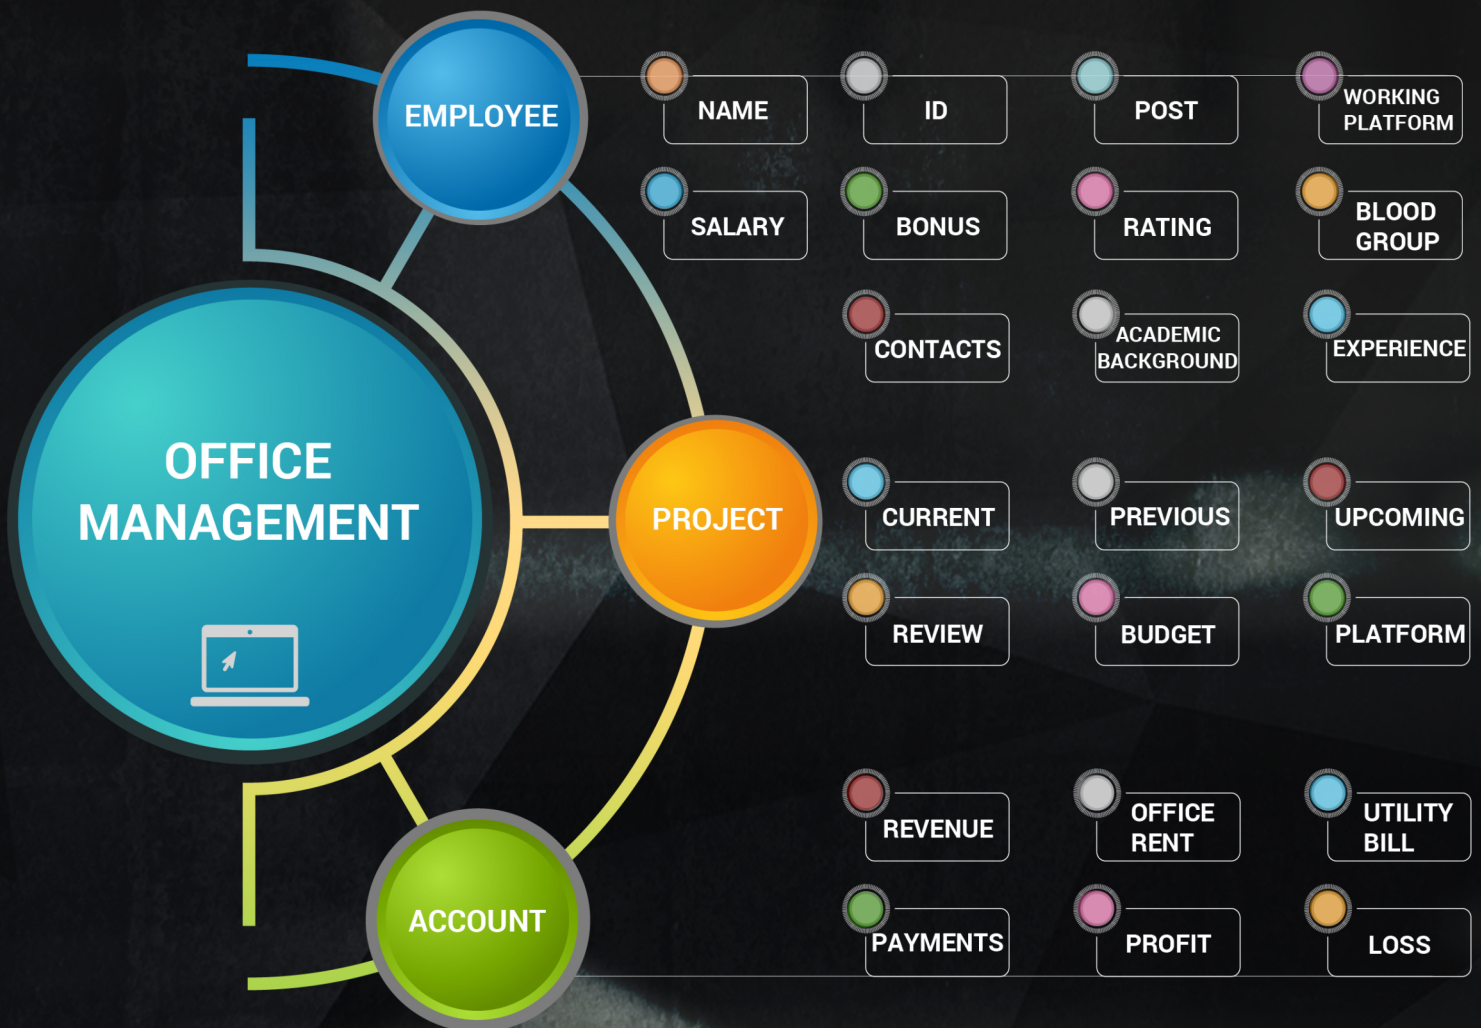 OFFICE
MANAGEMENT
EMPLOYEE
NAME
ID
POST
WORKING
PLATFORM
SALARY
BONUS
RATING
BLOOD
GROUP
CONTACTS
ACADEMIC
BACKGROUND
EXPERIENCE
PROJECT
CURRENT
PREVIOUS
UPCOMING
REVIEW
BUDGET
PLATFORM
ACCOUNT
REVENUE
OFFICE
RENT
UTILITY
BILL
PAYMENTS
PROFIT
LOSS